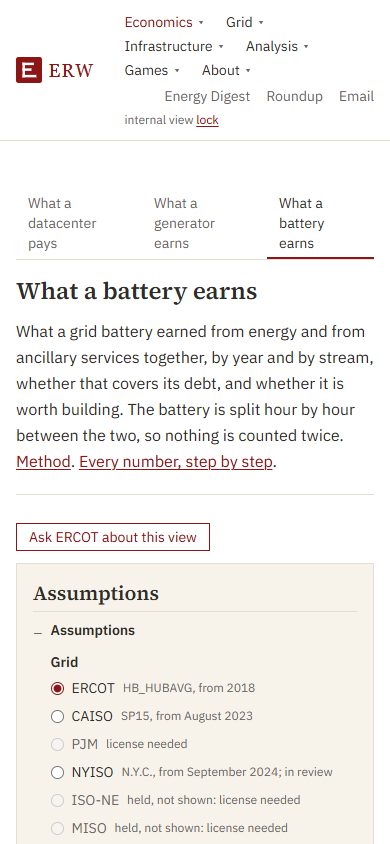 Economics ▾ Grid ▾
ERW
Infrastructure ▾ Analysis ▾
Games ▾ About ▾
Energy Digest Roundup Email
internal view lock
What a datacenter pays
What a generator earns
What a battery earns
What a battery earns
What a grid battery earned from energy and from
ancillary services together, by year and by stream,
whether that covers its debt, and whether it is
worth building. The battery is split hour by hour
between the two, so nothing is counted twice.
Method. Every number, step by step.
Ask ERCOT about this view
Assumptions
– Assumptions
Grid
ERCOT HB_HUBAVG, from 2018
CAISO SP15, from August 2023
PJM license needed
NYISO N.Y.C., from September 2024; in review
ISO-NE held, not shown: license needed
MISO held, not shown: license needed